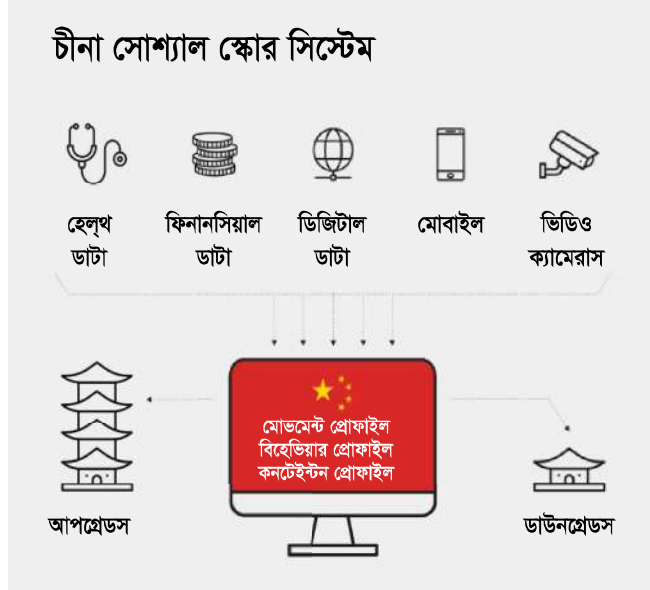 চীনা সোশ্যাল স্কোর সিস্টেম
হেল্থ
ডাটা
ফিনানসিয়াল
ডাটা
ডিজিটাল
ডাটা
মোবাইল
ভিডিও
ক্যামেরাস
মোভমেন্ট প্রোফাইল
বিহেভিয়ার প্রোফাইল
কনটেইন্টন প্রোফাইল
আপগ্রেডস
ডাউনগ্রেডস